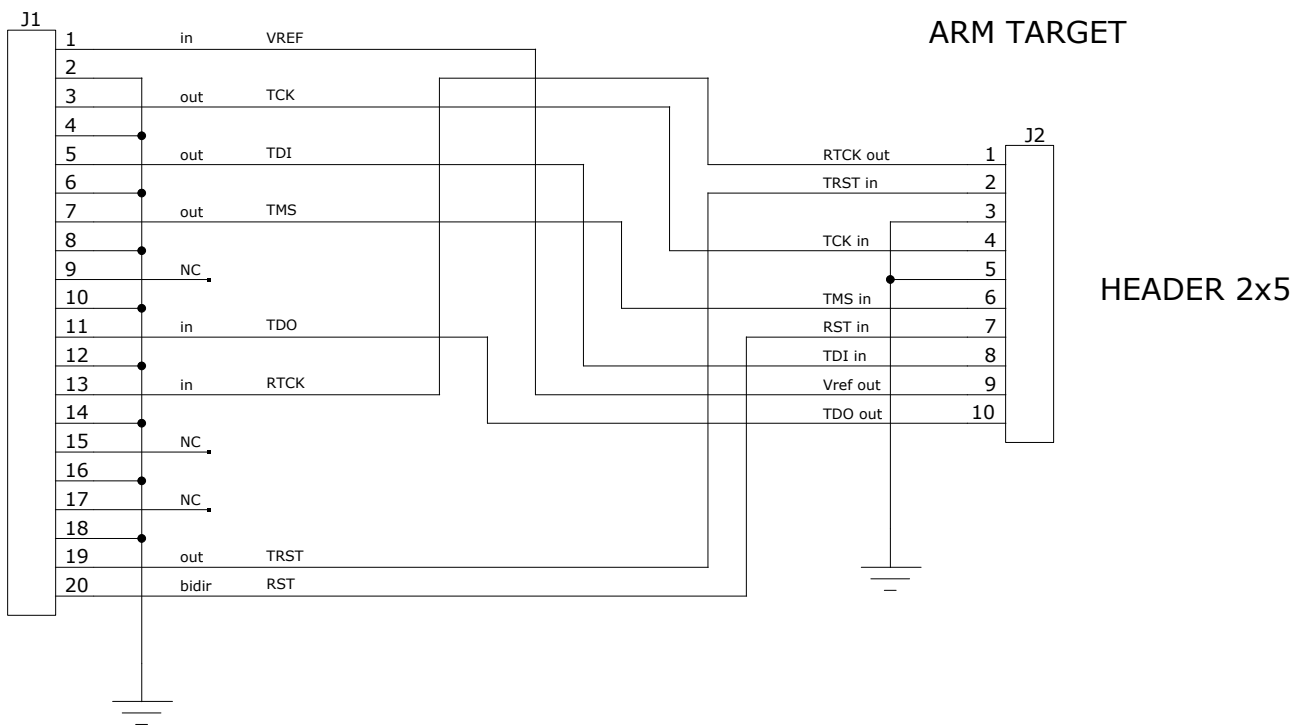 J1
ARM TARGET
1 in VREF
2
3 out TCK
4
5 out TDI
6
7 out TMS
8
9 NC
10
11 in TDO
12
13 in RTCK
14
15 NC
16
17 NC
18
19 out TRST
20 bidir RST
J2
RTCK out 1
TRST in 2
3
TCK in 4
5
TMS in 6
RST in 7
TDI in 8
Vref out 9
TDO out 10
HEADER 2x5